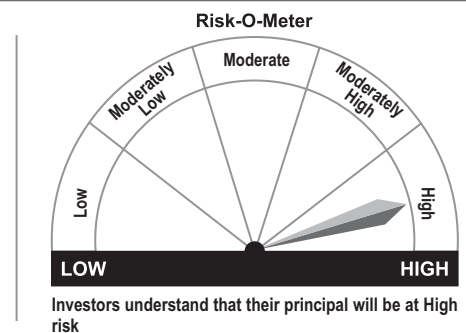 Risk-O-Meter
Moderate
Moderately
Low
Moderately
High
Low
High
LOW
HIGH
Investors understand that their principal will be at High
risk